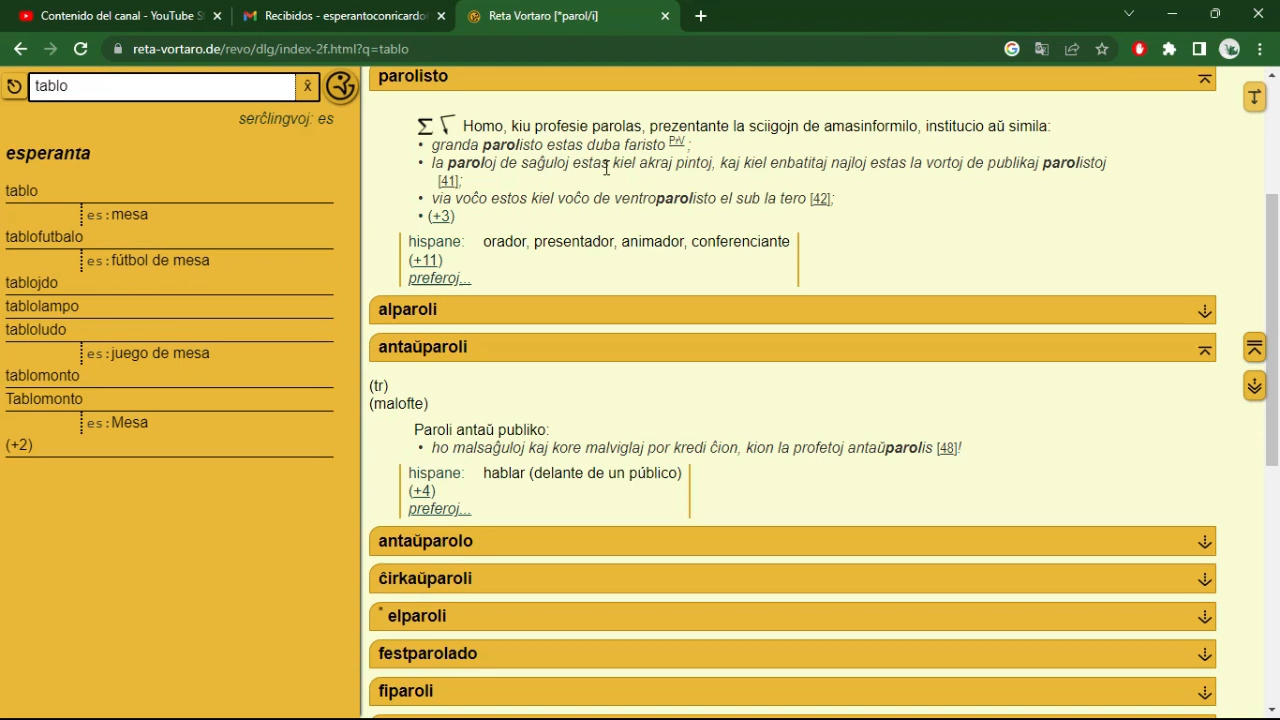 Contenido del canal - YouTube S
Recibidos - esperantoconricardo
Reta Vortaro [*parol/i]
reta-vortaro.de/revo/dlg/index-2f.html?q=tablo
tablo
x̂
serĉlingvoj: es
esperanta
tablo
es:mesa
tablofutbalo
es:fútbol de mesa
tablojdo
tablolampo
tabloludo
es:juego de mesa
tablomonto
Tablomonto
es:Mesa
(+2)
parolisto
Homo, kiu profesie parolas, prezentante la sciigojn de amasinformilo, institucio aŭ simila:
• granda parolisto estas duba faristo PrV;
• la paroloj de saĝuloj estas kiel akraj pintoj, kaj kiel enbatitaj najloj estas la vortoj de publikaj parolistoj
[41];
• via voĉo estos kiel voĉo de ventroparolisto el sub la tero [42];
• (+3)
hispane: orador, presentador, animador, conferenciante
(+11)
preferoj...
alparoli
antaŭparoli
(tr)
(malofte)
Paroli antaŭ publiko:
• ho malsaĝuloj kaj kore malviglaj por kredi ĉion, kion la profetoj antaŭparolis [48]!
hispane: hablar (delante de un público)
(+4)
preferoj...
antaŭparolo
ĉirkaŭparoli
* elparoli
festparolado
fiparoli